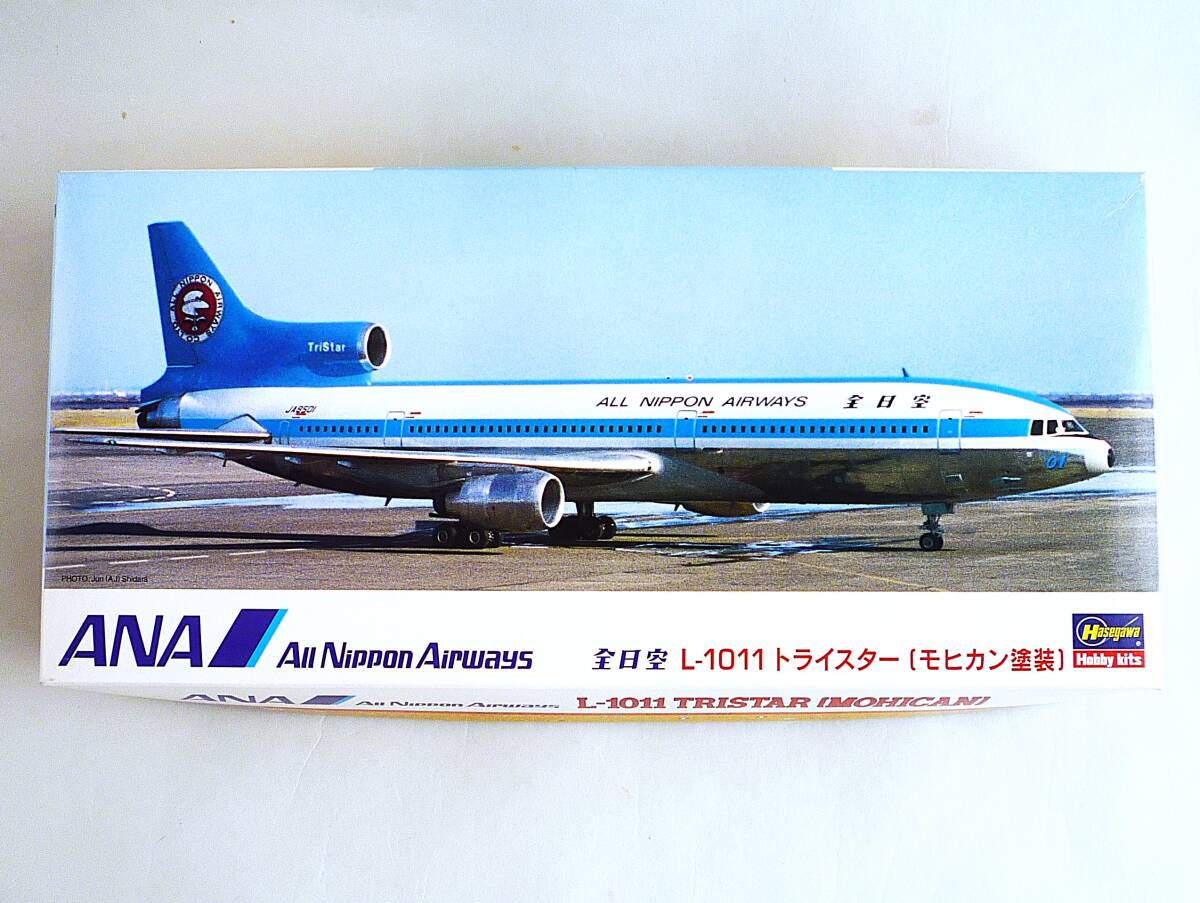 ALL NIPPON AIRWAYS CO LTD
TriStar
JA8501
ALL NIPPON AIRWAYS 全日空
01
PHOTO: Jun (A.J) Shidara
ANA All Nippon Airways
全日空 L-1011 トライスター〔モヒカン塗装〕
Hasegawa
Hobby kits
ANA All Nippon Airways L-1011 TRISTAR [MOHICAN]